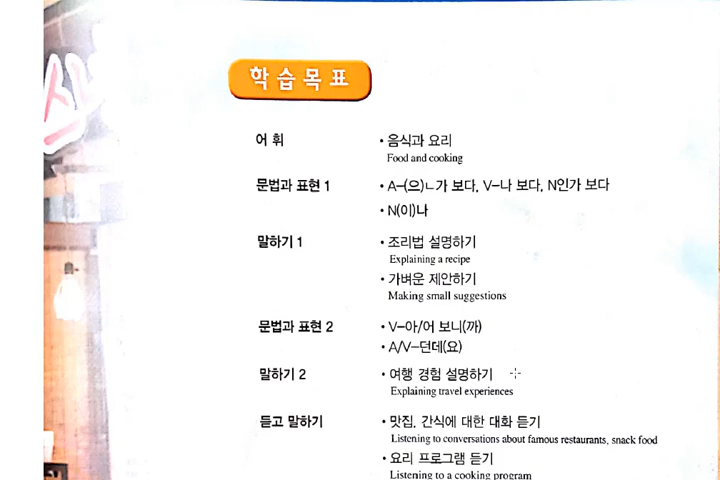 학습목표
어휘
• 음식과 요리
Food and cooking
문법과 표현 1
• A-(으)ㄴ가 보다, V-나 보다, N인가 보다
• N(이)나
말하기 1
• 조리법 설명하기
Explaining a recipe
• 가벼운 제안하기
Making small suggestions
문법과 표현 2
• V-아/어 보니(까)
• A/V-던데(요)
말하기 2
• 여행 경험 설명하기
Explaining travel experiences
듣고 말하기
• 맛집, 간식에 대한 대화 듣기
Listening to conversations about famous restaurants, snack food
• 요리 프로그램 듣기
Listening to a cooking program